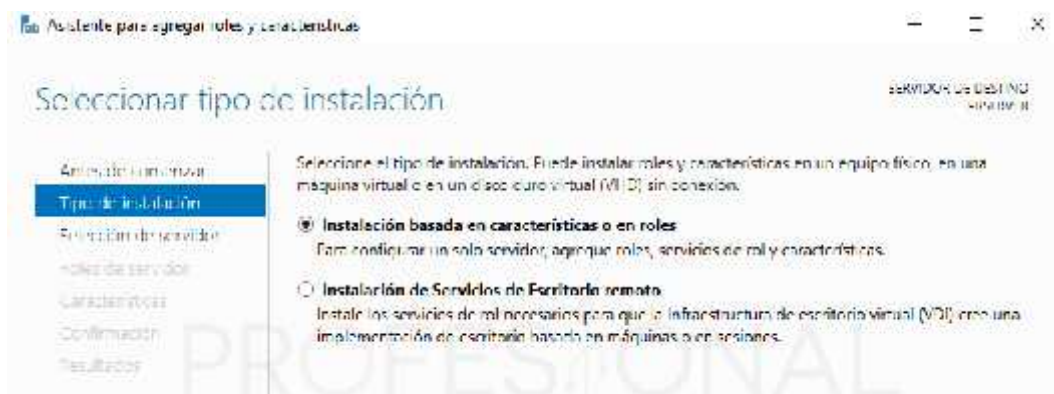 Asistente para agregar roles y características
Seleccionar tipo de instalación
SERVIDOR DE DESTINO
Antes de comenzar
Seleccione el tipo de instalación. Puede instalar roles y características en un equipo físico, en una
máquina virtual o en un disco duro virtual (VHD) sin conexión.
Tipo de instalación
Instalación basada en características o en roles
Selección de servidor
Para configurar un solo servidor, agregue roles, servicios de rol y características.
Roles de servidor
Instalación de Servicios de Escritorio remoto
Características
Instale los servicios de rol necesarios para que la Infraestructura de escritorio virtual (VDI) cree una
implementación de escritorio basada en máquinas o en sesiones.
Confirmación
Resultados
PROFESIONAL